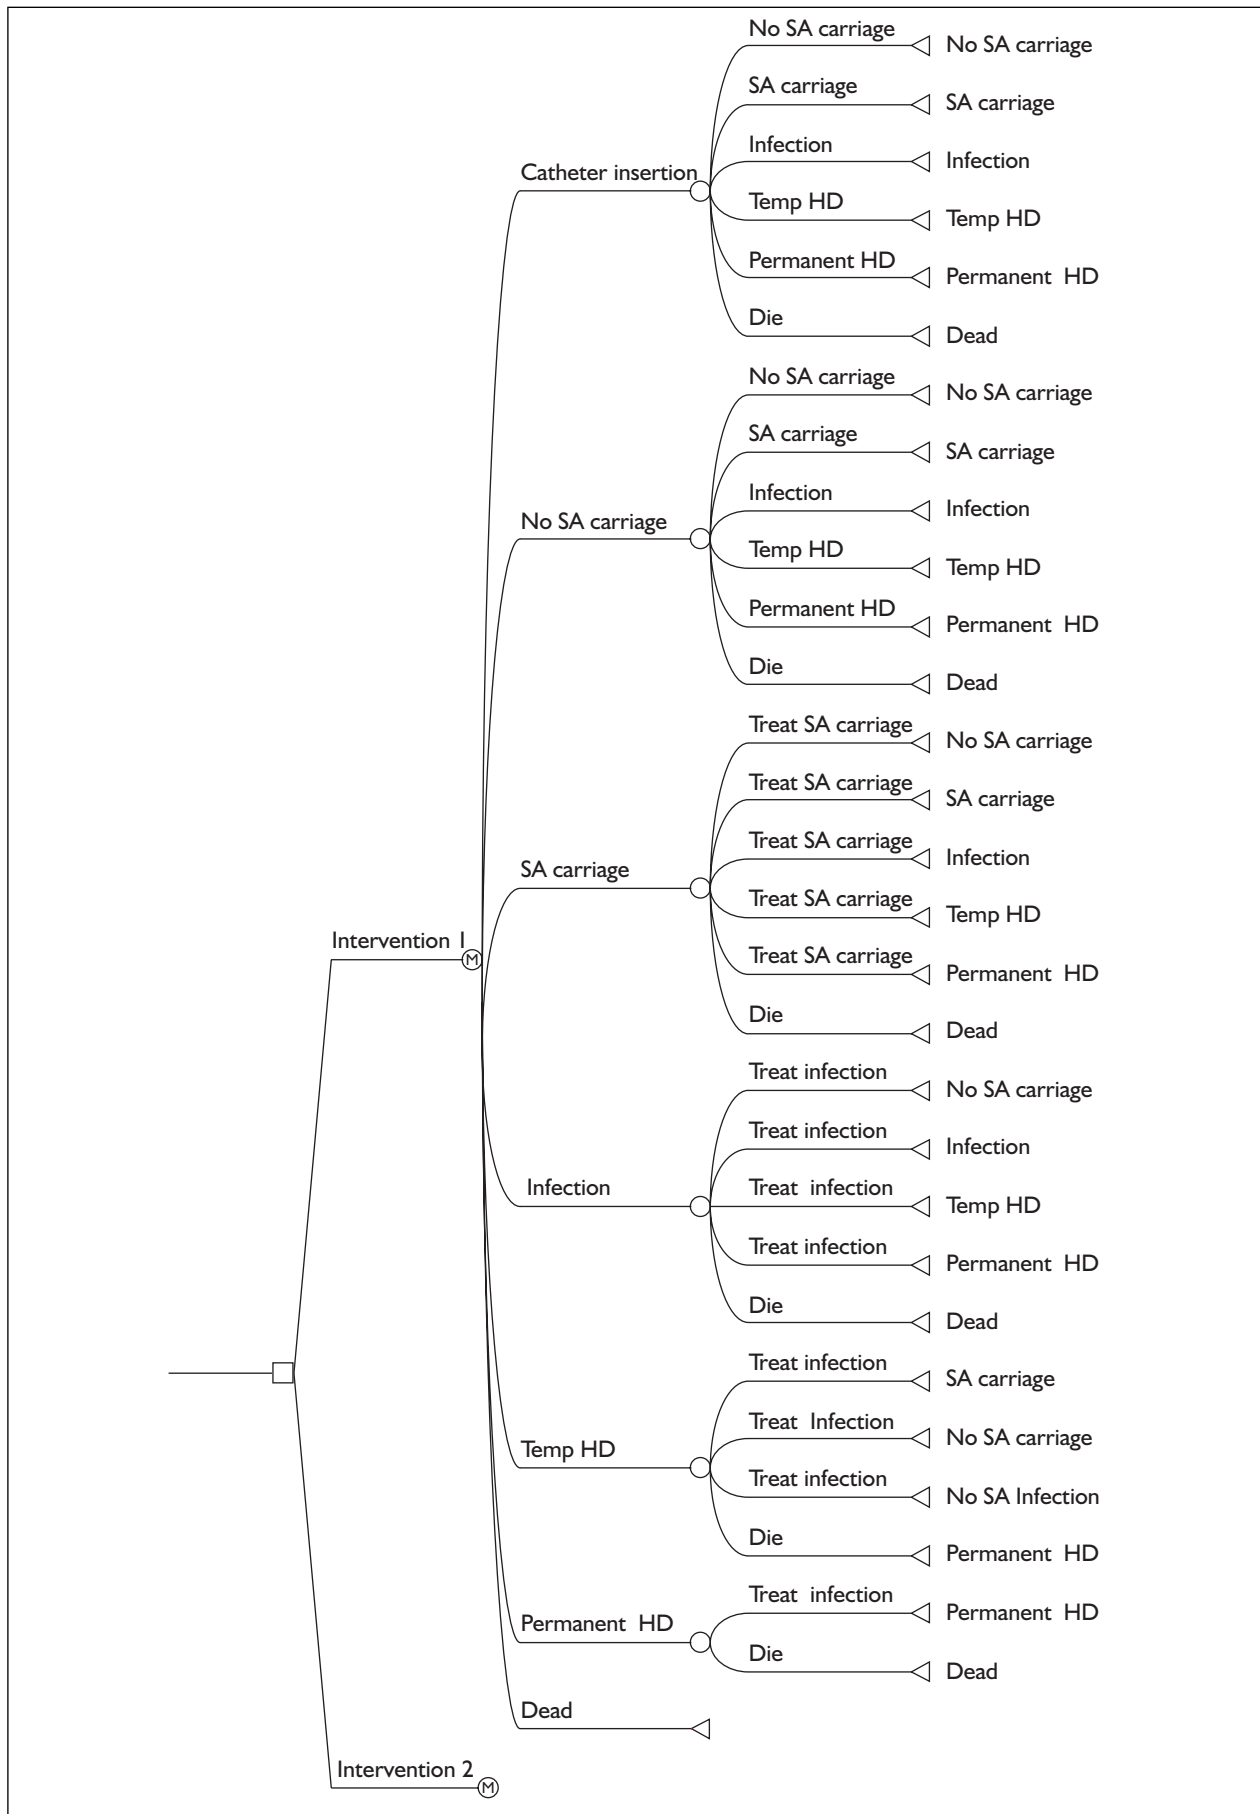 No SA carriage No SA carriage
SA carriage SA carriage
Infection Infection
Catheter insertion
Temp HD Temp HD
Permanent HD Permanent HD
Die Dead
No SA carriage No SA carriage
SA carriage SA carriage
Infection Infection
No SA carriage
Temp HD Temp HD
Permanent HD Permanent HD
Die Dead
Treat SA carriage No SA carriage
Treat SA carriage SA carriage
Treat SA carriage Infection
SA carriage
Treat SA carriage Temp HD
Intervention 1 M
Treat SA carriage Permanent HD
Die Dead
Treat infection No SA carriage
Treat infection Infection
Infection
Treat infection Temp HD
Treat infection Permanent HD
Die Dead
Treat infection SA carriage
Treat Infection No SA carriage
Temp HD
Treat infection No SA Infection
Die Permanent HD
Treat infection Permanent HD
Permanent HD
Die Dead
Dead
Intervention 2 M